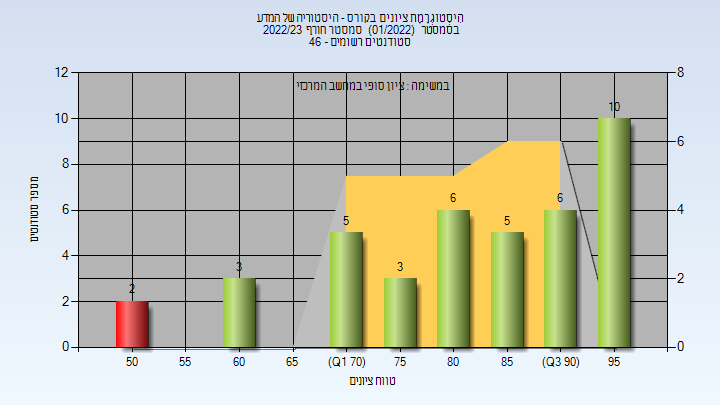 היסטוגרמת ציונים בקורס - היסטוריה של המדע
בסמסטר (01/2022) סמסטר חורף 2022/23
סטודנטים רשומים - 46
במשימה : ציון סופי במחשב המרכזי
12
10
8
6
4
2
0
8
6
4
2
0
מספר סטודנטים
2
3
5
3
6
5
6
10
50 55 60 65 (Q1 70) 75 80 85 (Q3 90) 95
טווח ציונים